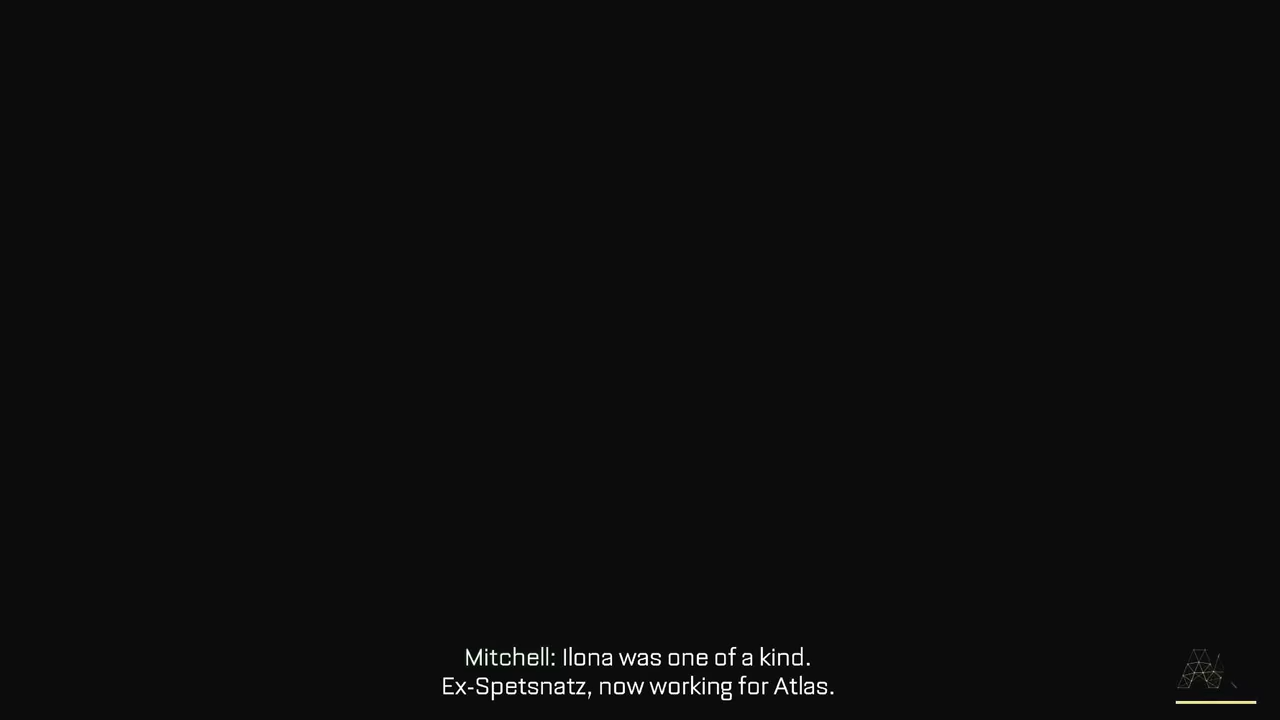 Mitchell: Ilona was one of a kind.
Ex-Spetsnatz, now working for Atlas.